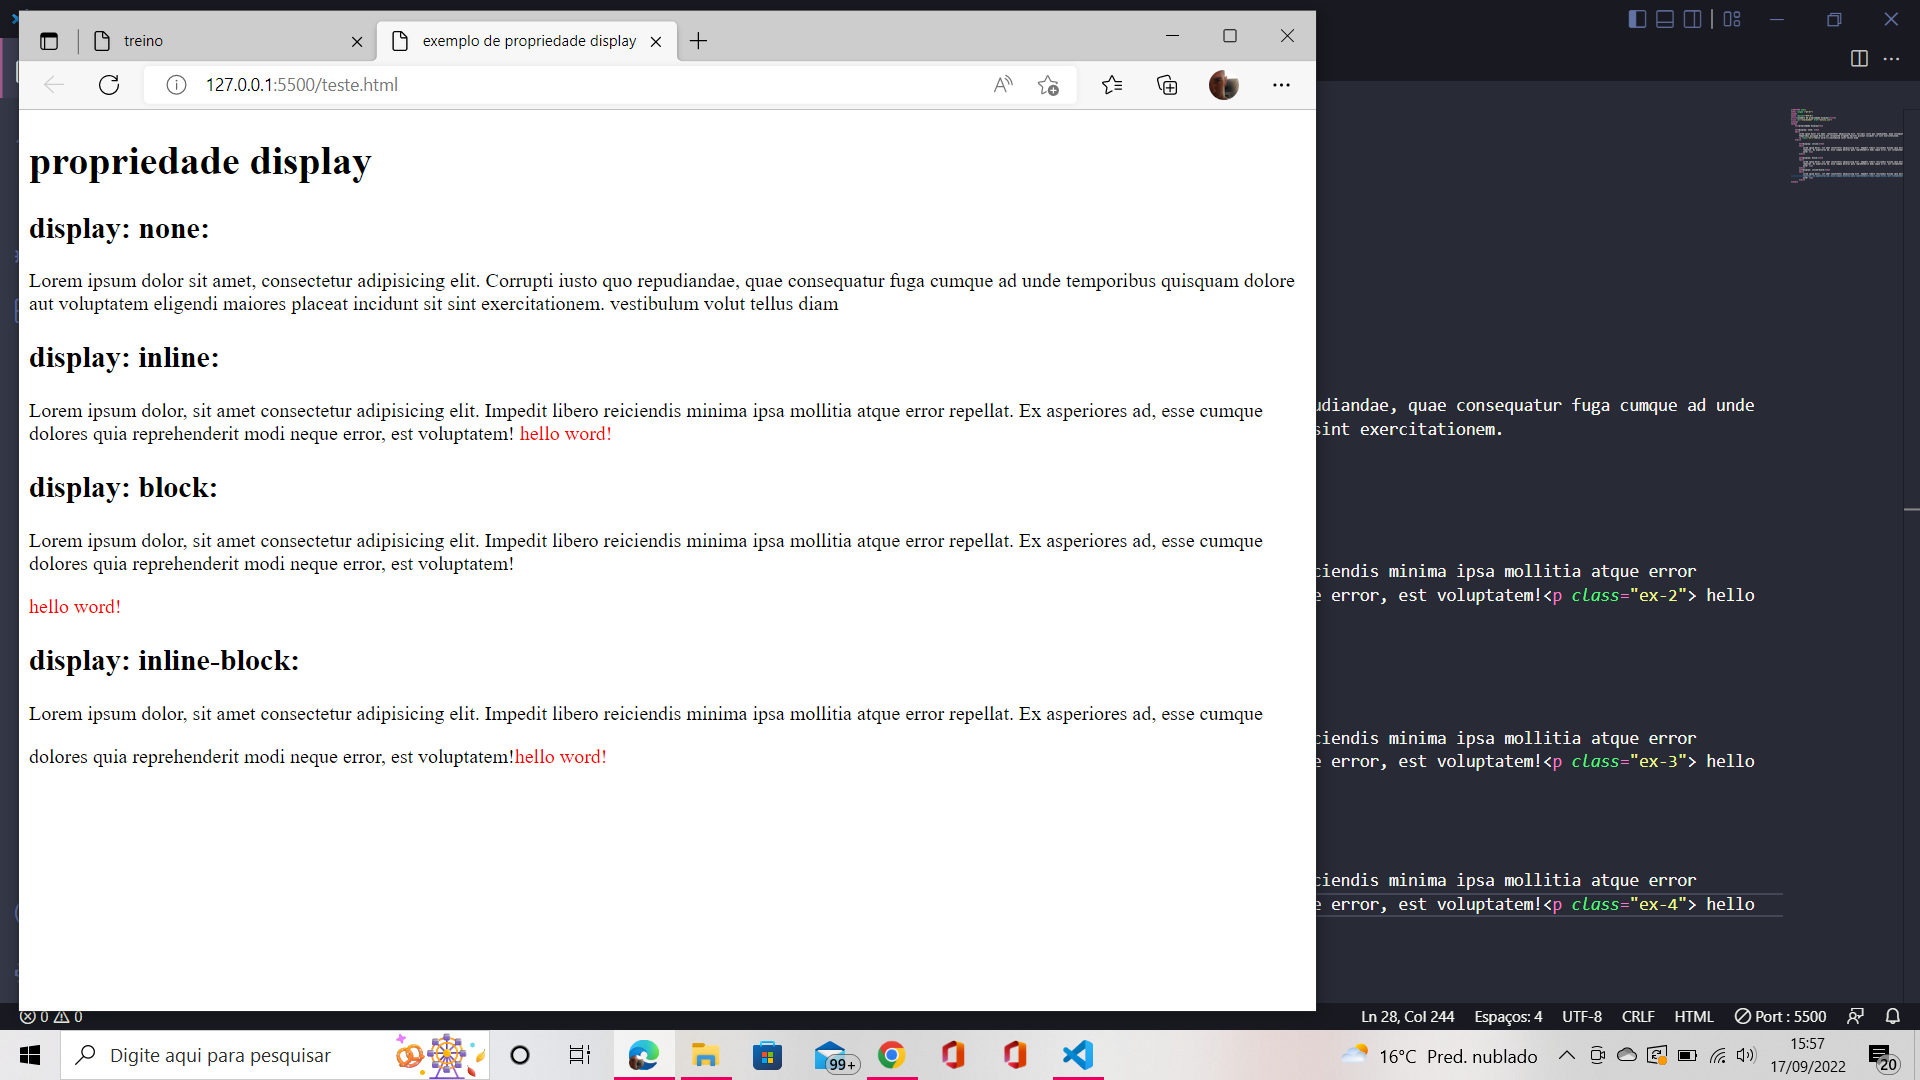 treino
exemplo de propriedade display
127.0.0.1:5500/teste.html
propriedade display
display: none:
Lorem ipsum dolor sit amet, consectetur adipisicing elit. Corrupti iusto quo repudiandae, quae consequatur fuga cumque ad unde temporibus quisquam dolore
aut voluptatem eligendi maiores placeat incidunt sit sint exercitationem. vestibulum volut tellus diam
display: inline:
Lorem ipsum dolor, sit amet consectetur adipisicing elit. Impedit libero reiciendis minima ipsa mollitia atque error repellat. Ex asperiores ad, esse cumque
dolores quia reprehenderit modi neque error, est voluptatem! hello word!
display: block:
Lorem ipsum dolor, sit amet consectetur adipisicing elit. Impedit libero reiciendis minima ipsa mollitia atque error repellat. Ex asperiores ad, esse cumque
dolores quia reprehenderit modi neque error, est voluptatem!
hello word!
display: inline-block:
Lorem ipsum dolor, sit amet consectetur adipisicing elit. Impedit libero reiciendis minima ipsa mollitia atque error repellat. Ex asperiores ad, esse cumque
dolores quia reprehenderit modi neque error, est voluptatem!hello word!
udiandae, quae consequatur fuga cumque ad unde
sint exercitationem.
ciendis minima ipsa mollitia atque error
e error, est voluptatem!<p class="ex-2"> hello
ciendis minima ipsa mollitia atque error
e error, est voluptatem!<p class="ex-3"> hello
ciendis minima ipsa mollitia atque error
e error, est voluptatem!<p class="ex-4"> hello
0 0
Ln 28, Col 244 Espaços: 4 UTF-8 CRLF HTML Port : 5500
Digite aqui para pesquisar
99+
16°C Pred. nublado
15:57
17/09/2022
20